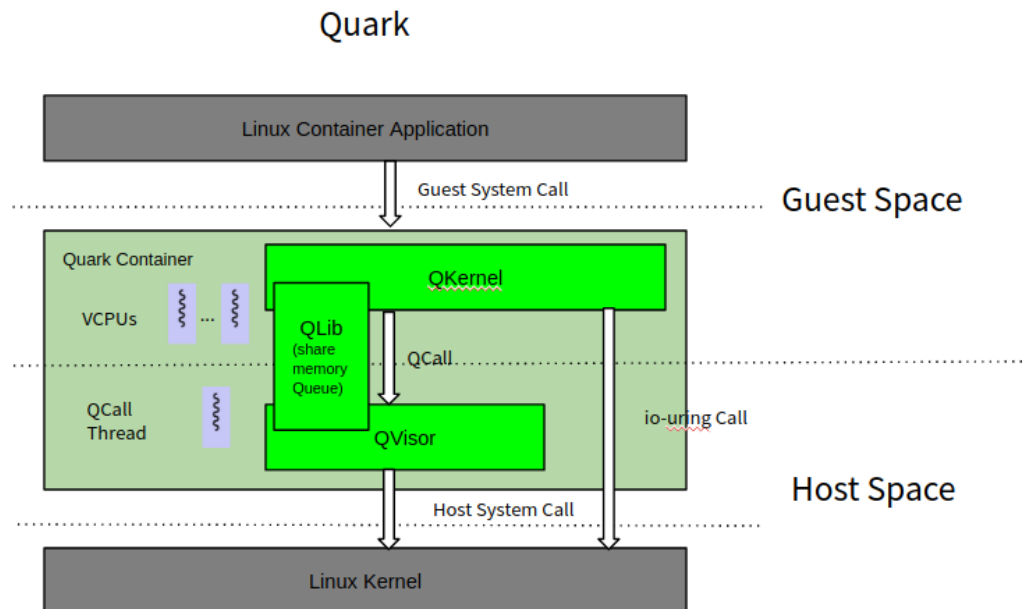 Quark
Linux Container Application
Guest System Call
Guest Space
Quark Container
QKernel
VCPUs
...
QLib
(share
memory
Queue)
QCall
QCall
Thread
io-uring Call
QVisor
Host Space
Host System Call
Linux Kernel